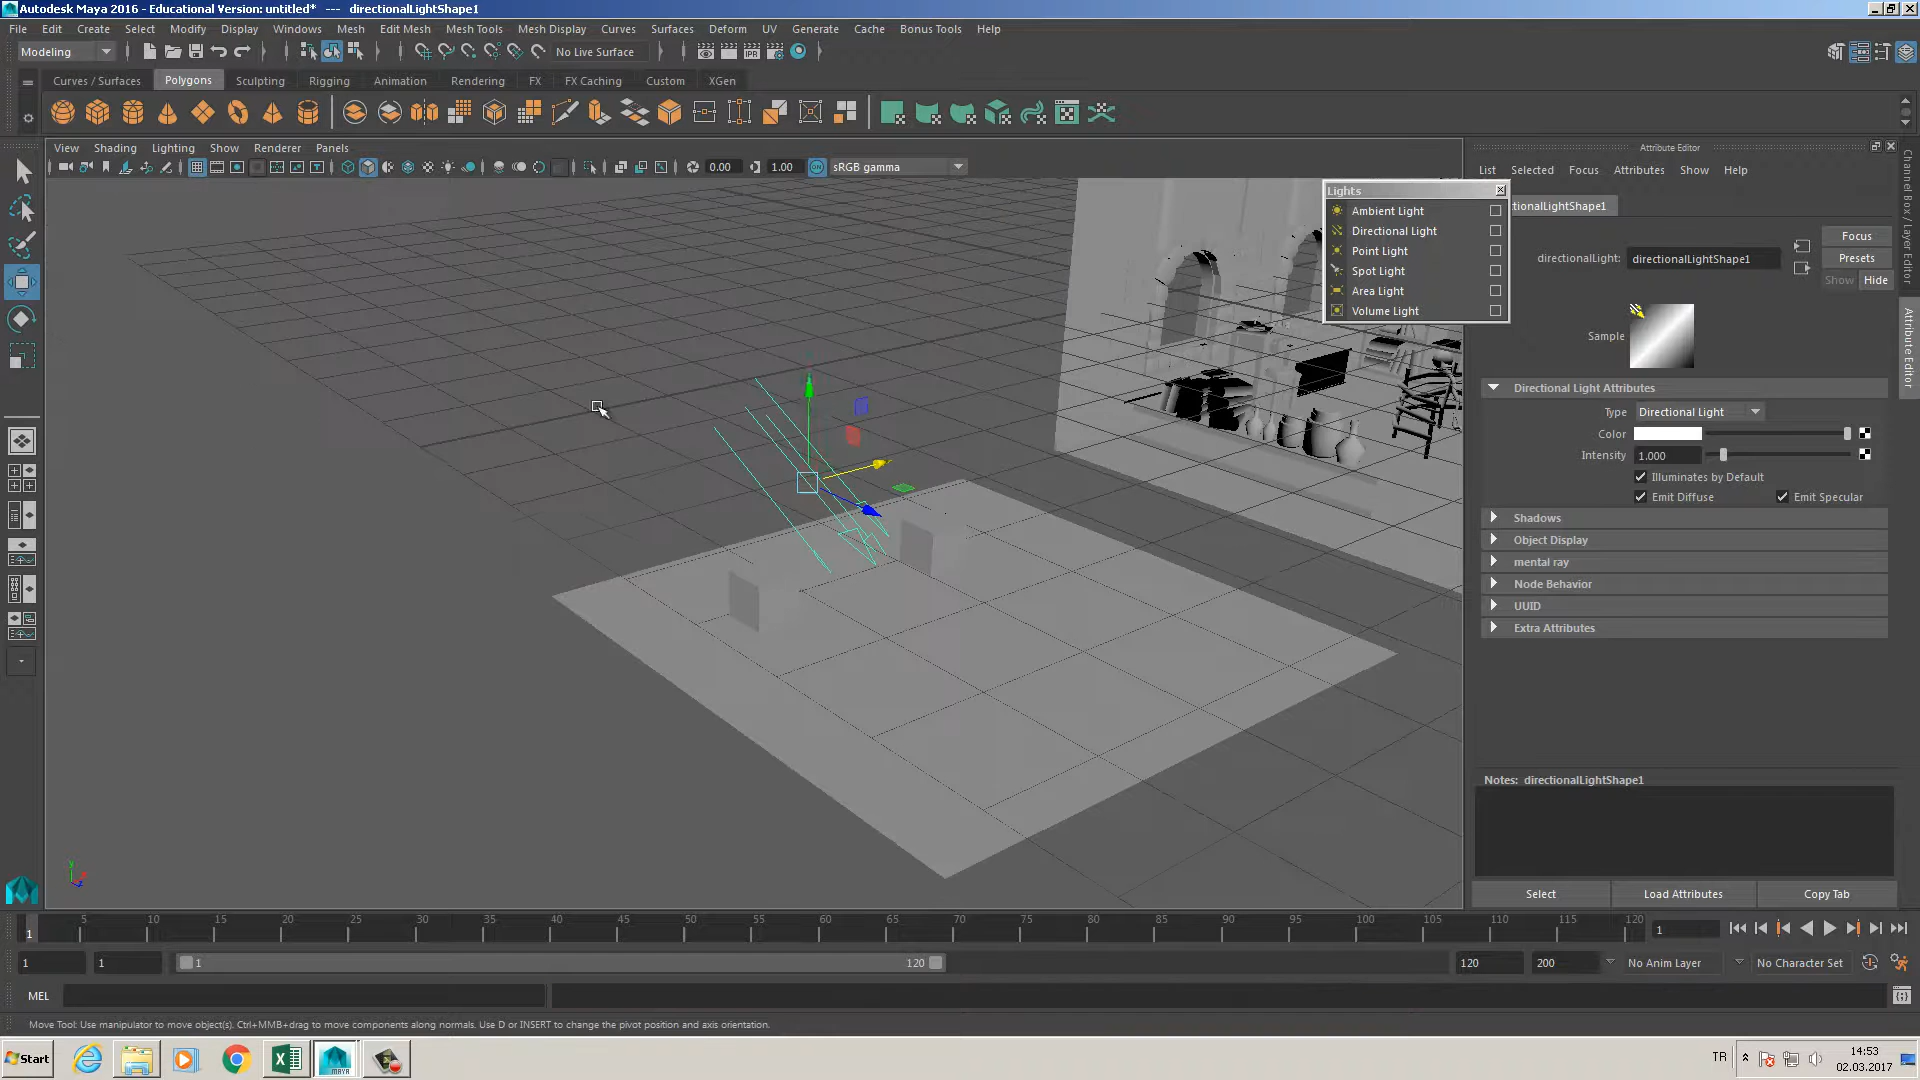 Autodesk Maya 2016 - Educational Version: untitled*   ---   directionalLightShape1
File Edit Create Select Modify Display Windows Mesh Edit Mesh Mesh Tools Mesh Display Curves Surfaces Deform UV Generate Cache Bonus Tools Help
Modeling No Live Surface
Curves / Surfaces Polygons Sculpting Rigging Animation Rendering FX FX Caching Custom XGen
View Shading Lighting Show Renderer Panels
0.00 1.00 ON sRGB gamma
Lights
Ambient Light
Directional Light
Point Light
Spot Light
Area Light
Volume Light
Attribute Editor
List Selected Focus Attributes Show Help
tionalLightShape1
directionalLight: directionalLightShape1
Focus
Presets
Show Hide
Sample
Directional Light Attributes
Type Directional Light
Color
Intensity 1.000
Illuminates by Default
Emit Diffuse Emit Specular
Shadows
Object Display
mental ray
Node Behavior
UUID
Extra Attributes
Notes: directionalLightShape1
Select Load Attributes Copy Tab
Channel Box / Layer Editor
Attribute Editor
y
1 5 10 15 20 25 30 35 40 45 50 55 60 65 70 75 80 85 90 95 100 105 110 115 120 1
1 1 1 120 120 200 No Anim Layer No Character Set
MEL
Move Tool: Use manipulator to move object(s). Ctrl+MMB+drag to move components along normals. Use D or INSERT to change the pivot position and axis orientation.
Start MAYA TR 14:53
02.03.2017